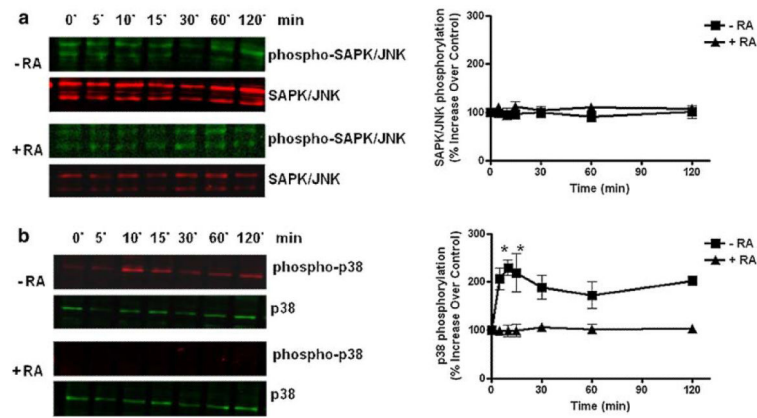 a
0' 5' 10' 15' 30' 60' 120' min
-RA
phospho-SAPK/JNK
SAPK/JNK
+RA
phospho-SAPK/JNK
SAPK/JNK
SAPK/JNK phosphorylation
(% Increase Over Control)
300
200
100
0
0 30 60 90 120
Time (min)
- RA
+ RA
b
0' 5' 10' 15' 30' 60' 120' min
-RA
phospho-p38
p38
+RA
phospho-p38
p38
p38 phosphorylation
(% Increase Over Control)
300
200
100
0
* *
0 30 60 90 120
Time (min)
- RA
+ RA